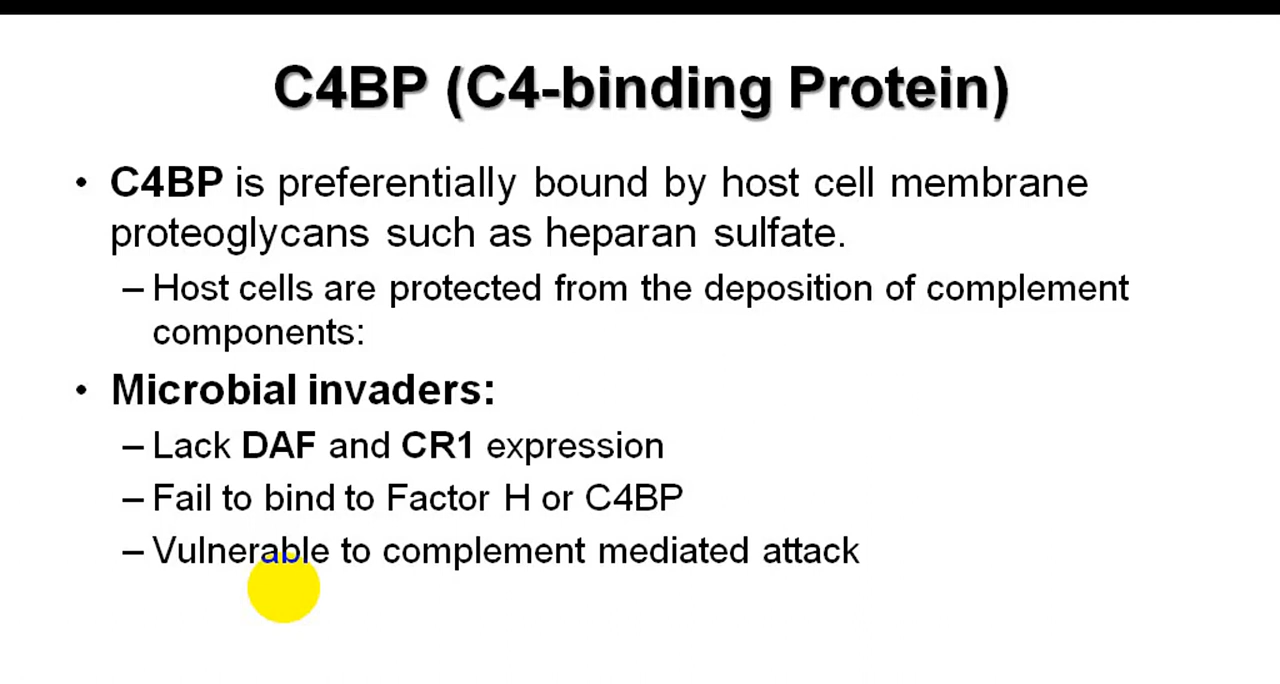 C4BP (C4-binding Protein)
• C4BP is preferentially bound by host cell membrane
proteoglycans such as heparan sulfate.
– Host cells are protected from the deposition of complement
components:
• Microbial invaders:
– Lack DAF and CR1 expression
– Fail to bind to Factor H or C4BP
– Vulnerable to complement mediated attack